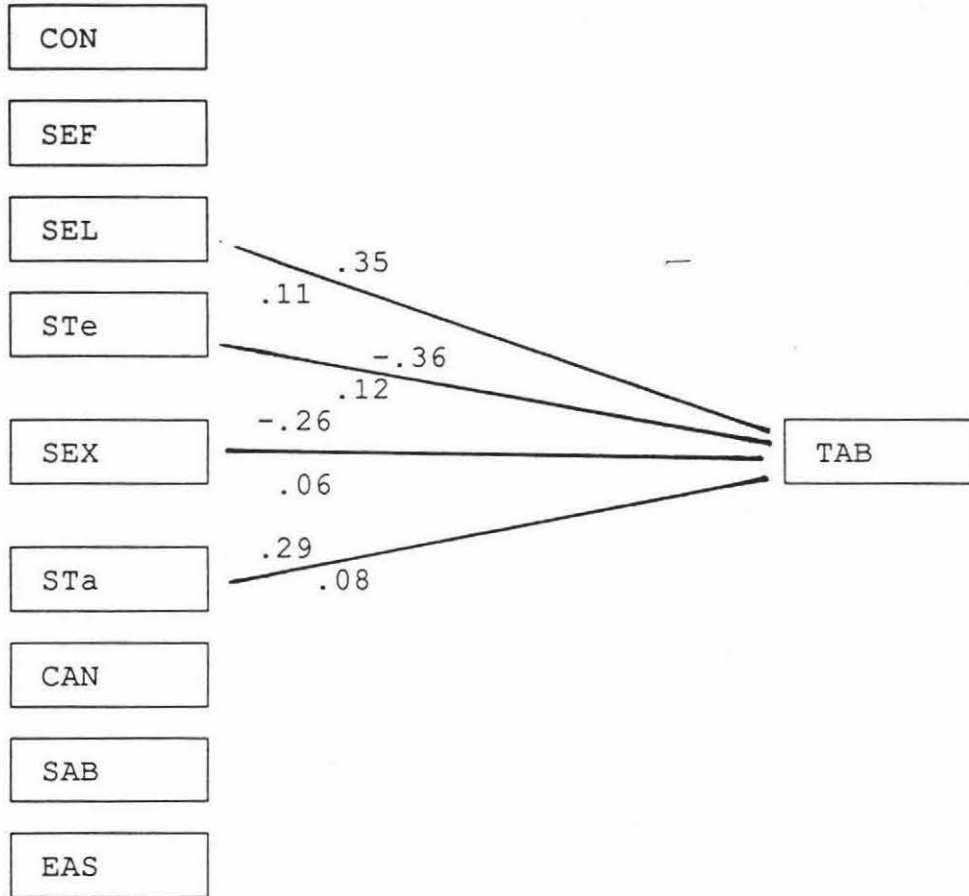 CON
SEF
SEL
.35
.11
STe
-.36
.12
-.26
SEX
TAB
.06
.29
STa
.08
CAN
SAB
EAS